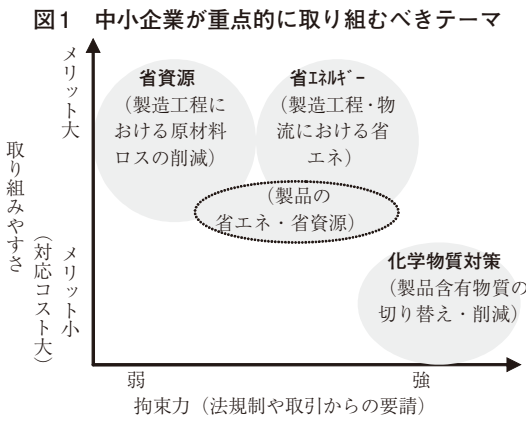 図1　中小企業が重点的に取り組むべきテーマ
メリット大
取り組みやすさ
メリット小
（対応コスト大）
省資源
（製造工程に
おける原材料
ロスの削減）
省ｴﾈﾙｷﾞｰ
（製造工程・物
流における省
エネ）
（製品の
省エネ・省資源）
化学物質対策
（製品含有物質の
切り替え・削減）
弱
強
拘束力（法規制や取引からの要請）